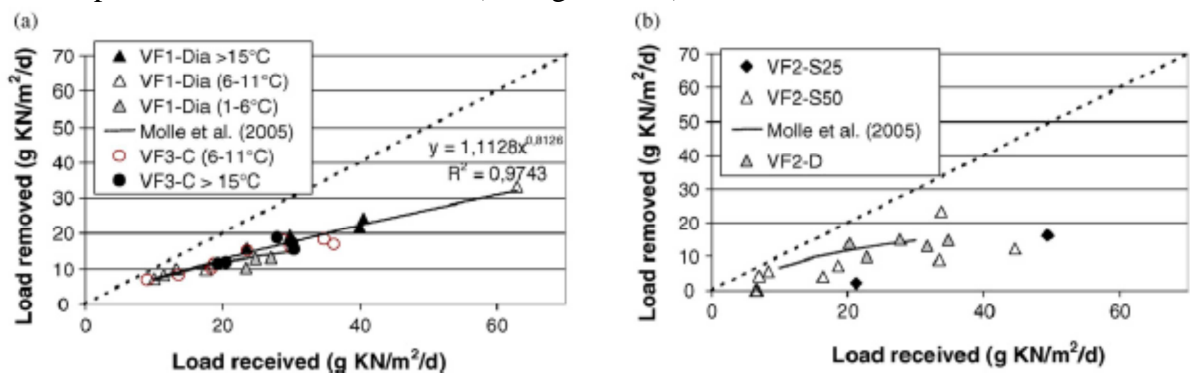 (a)
(b)
70
60
50
40
30
20
10
0
Load removed (g KN/m²/d)
▲ VF1-Dia >15°C
△ VF1-Dia (6-11°C)
△ VF1-Dia (1-6°C)
— Molle et al. (2005)
○ VF3-C (6-11°C)
● VF3-C > 15°C
y = 1,1128x^0,8126
R² = 0,9743
0 20 40 60
Load received (g KN/m²/d)
70
60
50
40
30
20
10
0
Load removed (g KN/m²/d)
◆ VF2-S25
△ VF2-S50
— Molle et al. (2005)
△ VF2-D
0 20 40 60
Load received (g KN/m²/d)